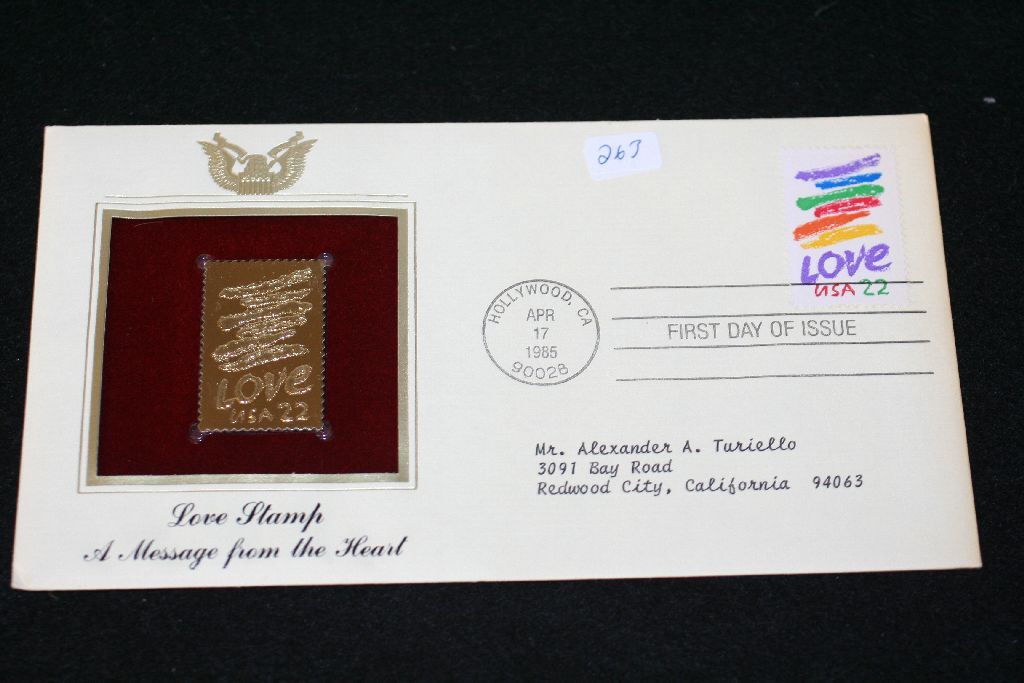 263
LOVE
USA 22
HOLLYWOOD, CA
APR
17
1985
90028
FIRST DAY OF ISSUE
LOVE
USA 22
Mr. Alexander A. Turiello
3091 Bay Road
Redwood City, California 94063
Love Stamp
A Message from the Heart